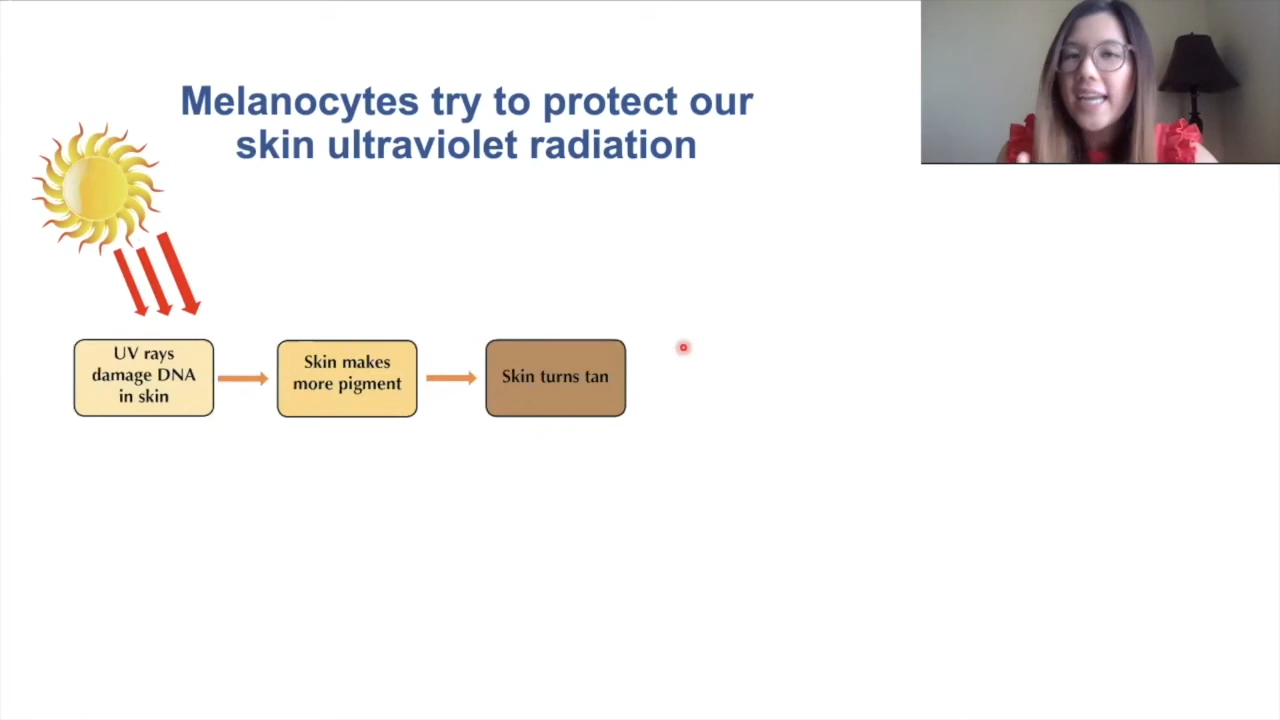 Melanocytes try to protect our
skin ultraviolet radiation
UV rays
damage DNA
in skin
Skin makes
more pigment
Skin turns tan